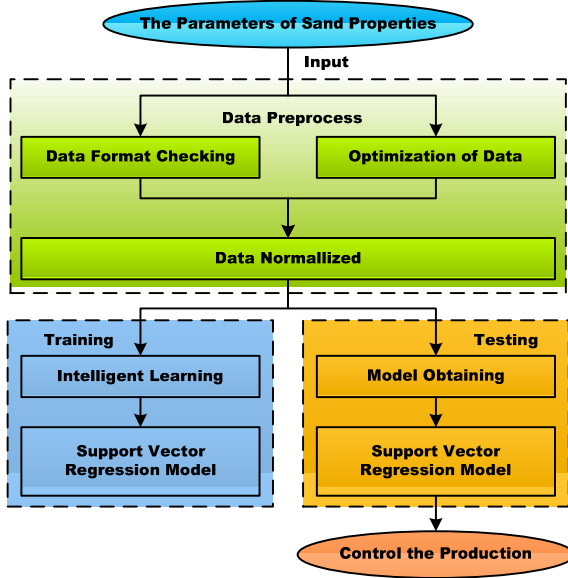 The Parameters of Sand Properties
Input
Data Preprocess
Data Format Checking
Optimization of Data
Data Normallized
Training
Intelligent Learning
Support Vector
Regression Model
Testing
Model Obtaining
Support Vector
Regression Model
Control the Production